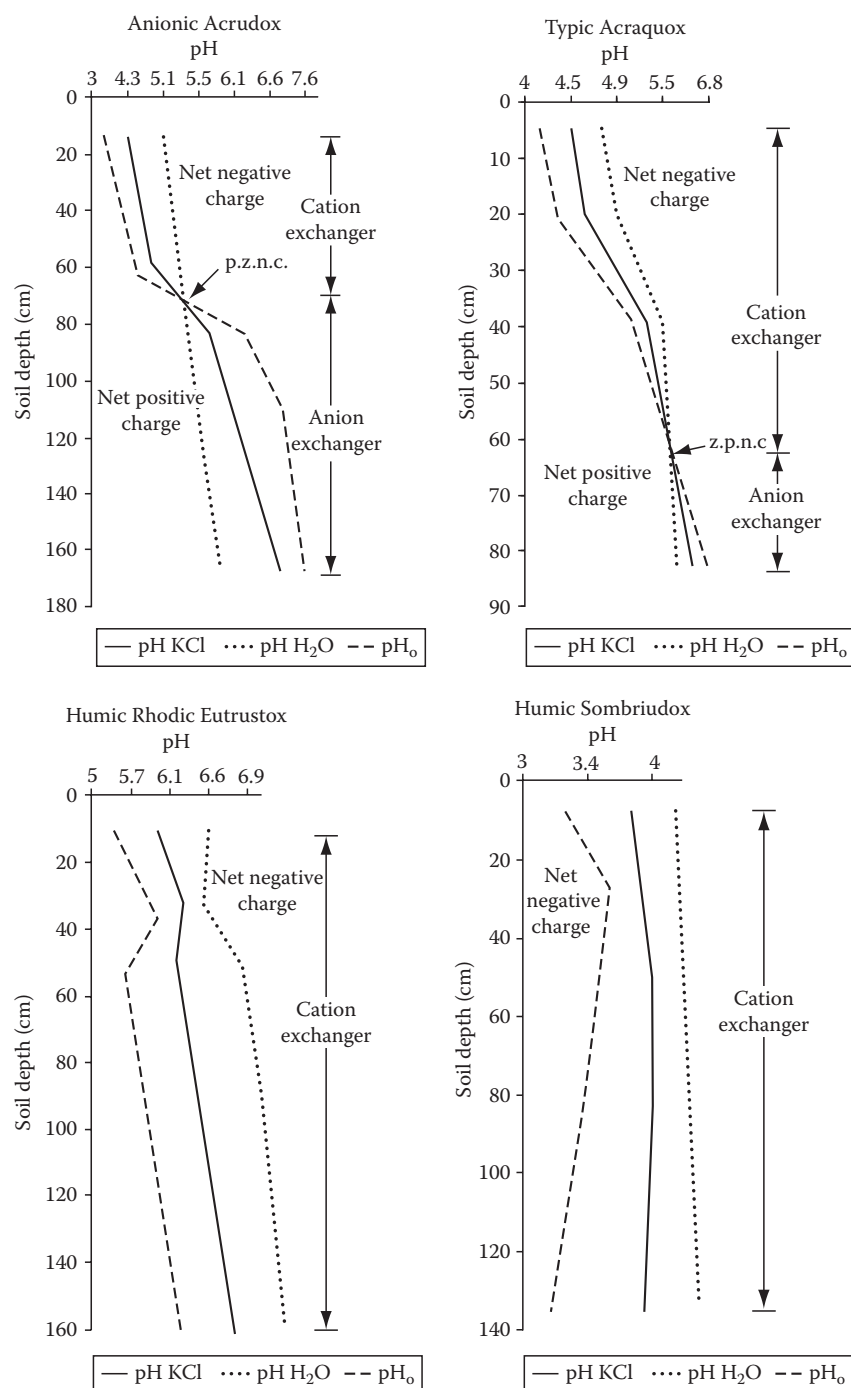 Anionic Acrudox
pH
3 4.3 5.1 5.5 6.1 6.6 7.6
0
20
40
60
80
100
120
140
160
180
Soil depth (cm)
Net negative
charge
Cation
exchanger
p.z.n.c.
Net positive
charge
Anion
exchanger
pH KCl pH H₂O pHₒ
Typic Acraquox
pH
4 4.5 4.9 5.5 6.8
0
10
20
30
40
50
60
70
80
90
Soil depth (cm)
Net negative
charge
Cation
exchanger
z.p.n.c
Net positive
charge
Anion
exchanger
pH KCl pH H₂O pHₒ
Humic Rhodic Eutrustox
pH
5 5.7 6.1 6.6 6.9
0
20
40
60
80
100
120
140
160
Soil depth (cm)
Net negative
charge
Cation
exchanger
pH KCl pH H₂O pHₒ
Humic Sombriudox
pH
3 3.4 4
0
20
40
60
80
100
120
140
Soil depth (cm)
Net
negative
charge
Cation
exchanger
pH KCl pH H₂O pHₒ